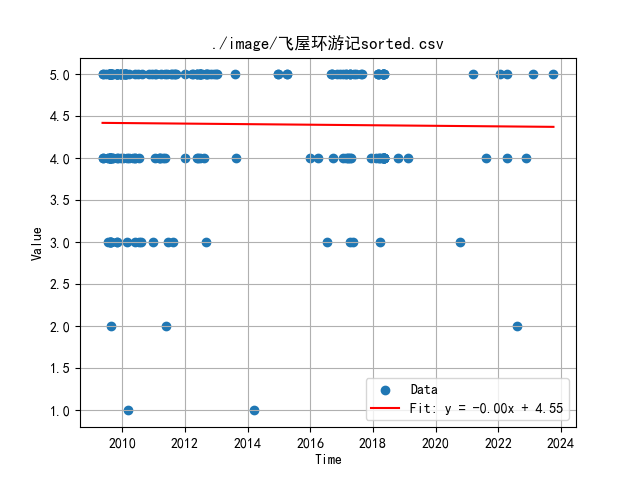 ./image/飞屋环游记sorted.csv
5.0
4.5
4.0
3.5
3.0
2.5
2.0
1.5
1.0
Value
Data
Fit: y = -0.00x + 4.55
2010 2012 2014 2016 2018 2020 2022 2024
Time